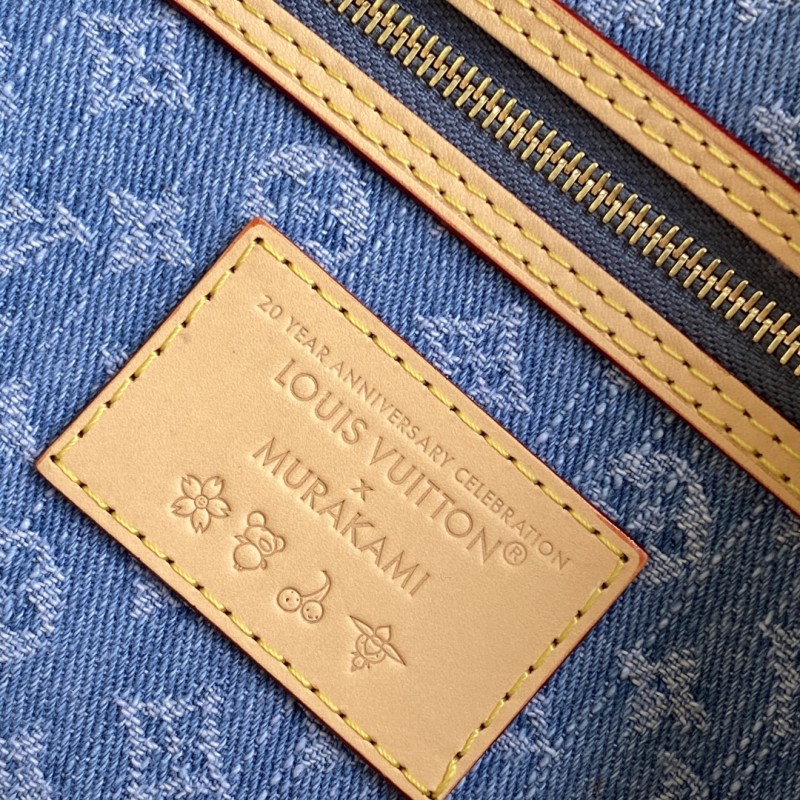 20 YEAR ANNIVERSARY CELEBRATION
LOUIS VUITTON®
X
MURAKAMI